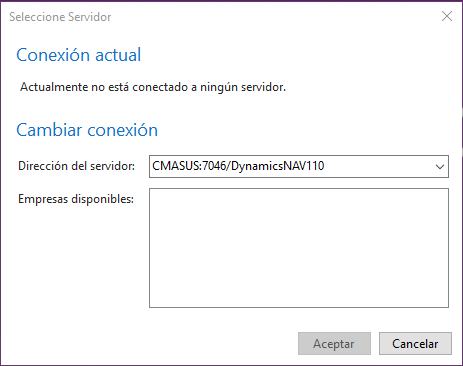 Seleccione Servidor
Conexión actual
Actualmente no está conectado a ningún servidor.
Cambiar conexión
Dirección del servidor: CMASUS:7046/DynamicsNAV110
Empresas disponibles:
Aceptar Cancelar